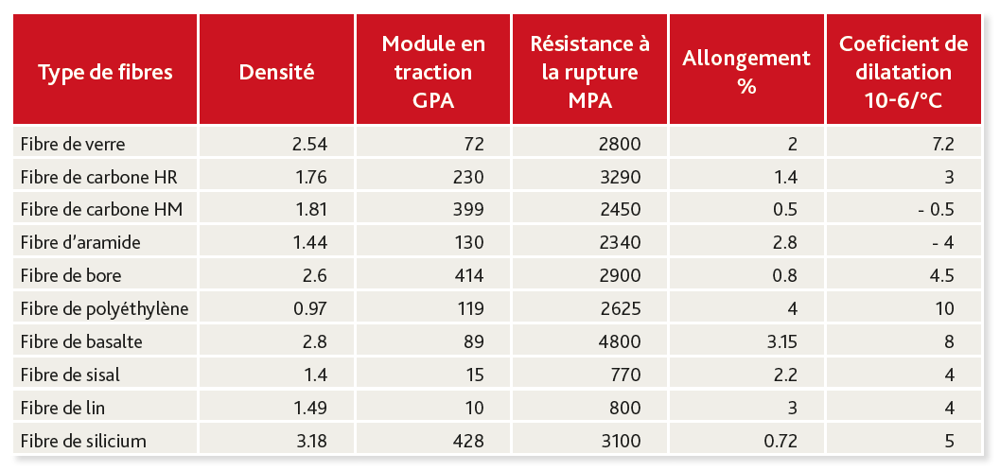 Type de fibres Densité Module en traction GPA Résistance à la rupture MPA Allongement % Coeficient de dilatation 10-6/°C
Fibre de verre 2.54 72 2800 2 7.2
Fibre de carbone HR 1.76 230 3290 1.4 3
Fibre de carbone HM 1.81 399 2450 0.5 - 0.5
Fibre d’aramide 1.44 130 2340 2.8 - 4
Fibre de bore 2.6 414 2900 0.8 4.5
Fibre de polyéthylène 0.97 119 2625 4 10
Fibre de basalte 2.8 89 4800 3.15 8
Fibre de sisal 1.4 15 770 2.2 4
Fibre de lin 1.49 10 800 3 4
Fibre de silicium 3.18 428 3100 0.72 5